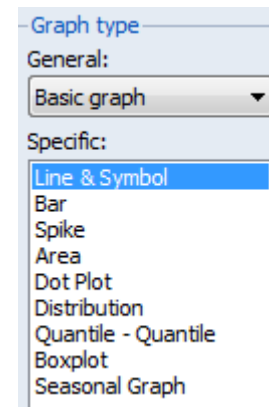 Graph type
General:
Basic graph
Specific:
Line & Symbol
Bar
Spike
Area
Dot Plot
Distribution
Quantile - Quantile
Boxplot
Seasonal Graph